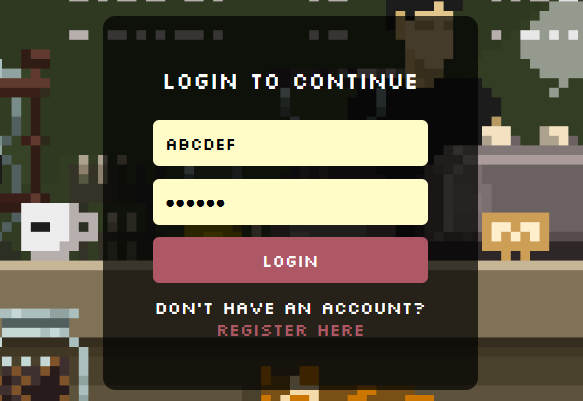 LOGIN TO CONTINUE
ABCDEF
••••••
LOGIN
DON'T HAVE AN ACCOUNT?
REGISTER HERE